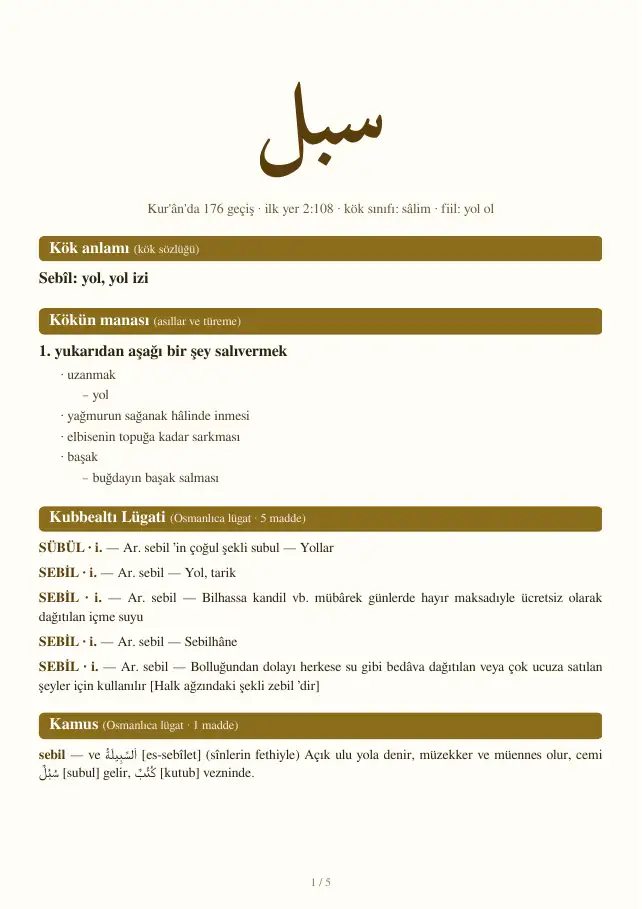 سبل
Kur'ân'da 176 geçiş · ilk yer 2:108 · kök sınıfı: sâlim · fiil: yol ol
Kök anlamı (kök sözlüğü)
Sebîl: yol, yol izi
Kökün manası (asıllar ve türeme)
1. yukarıdan aşağı bir şey salıvermek
· uzanmak
– yol
· yağmurun sağanak hâlinde inmesi
· elbisenin topuğa kadar sarkması
· başak
– buğdayın başak salması
Kubbealtı Lügati (Osmanlıca lügat · 5 madde)
SÜBÜL · i. — Ar. sebil 'in çoğul şekli subul — Yollar
SEBİL · i. — Ar. sebil — Yol, tarik
SEBİL · i. — Ar. sebil — Bilhassa kandil vb. mübârek günlerde hayır maksadıyle ücretsiz olarak
dağıtılan içme suyu
SEBİL · i. — Ar. sebil — Sebilhâne
SEBİL · i. — Ar. sebil — Bolluğundan dolayı herkese su gibi bedâva dağıtılan veya çok ucuza satılan
şeyler için kullanılır [Halk ağzındaki şekli zebil 'dir]
Kamus (Osmanlıca lügat · 1 madde)
sebil — ve اَلسَّبِيلَةُ [es-sebîlet] (sînlerin fethiyle) Açık ulu yola denir, müzekker ve müennes olur, cemi
سُبُلٌ [subul] gelir, كُتُبٌ [kutub] vezninde.
1 / 5